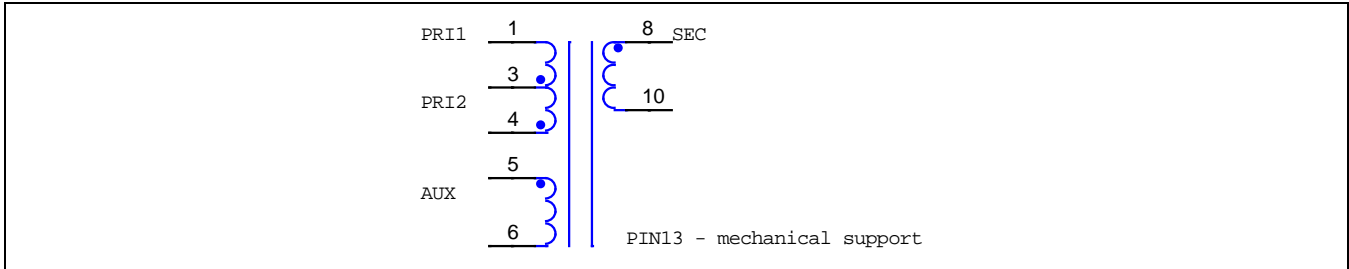 PRI1 1 8 SEC
3
PRI2 10
4
5
AUX
6 PIN13 - mechanical support